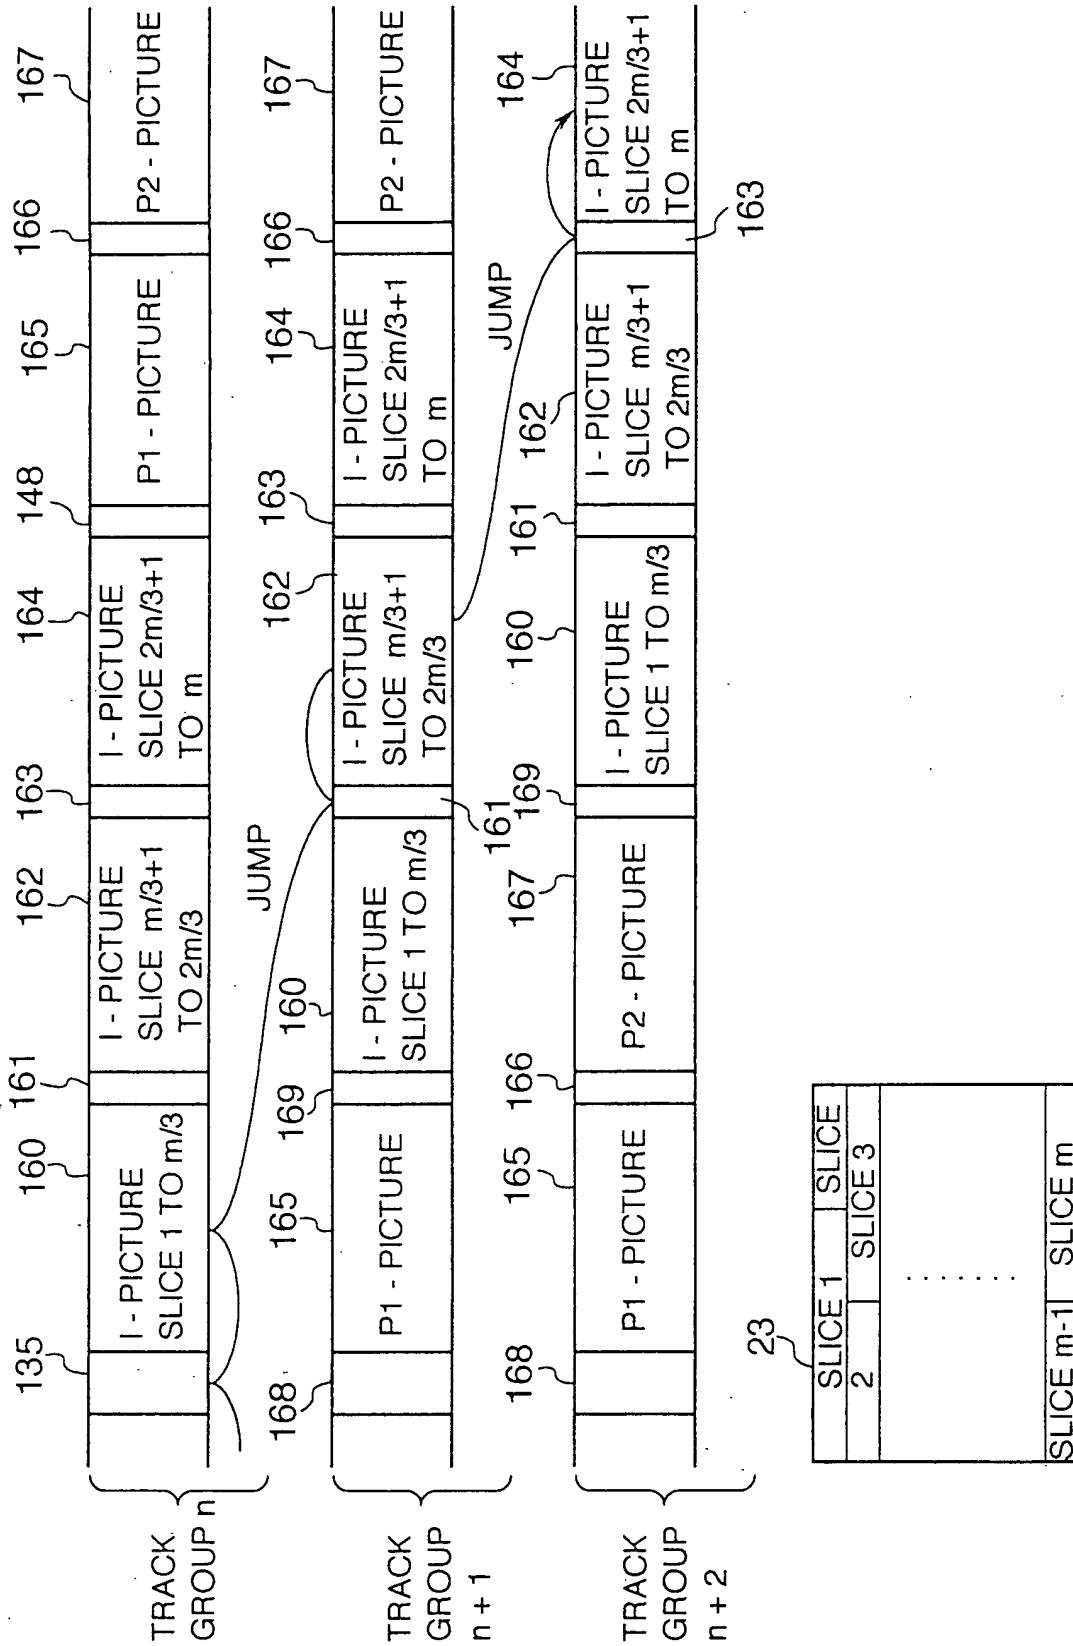 135
160
161
162
163
164
148
165
166
167
TRACK
GROUP n
I - PICTURE
SLICE 1 TO m/3
I - PICTURE
SLICE m/3+1
TO 2m/3
I - PICTURE
SLICE 2m/3+1
TO m
P1 - PICTURE
P2 - PICTURE
JUMP
168
165
169
160
161
162
163
164
166
167
TRACK
GROUP
n + 1
P1 - PICTURE
I - PICTURE
SLICE 1 TO m/3
I - PICTURE
SLICE m/3+1
TO 2m/3
I - PICTURE
SLICE 2m/3+1
TO m
P2 - PICTURE
JUMP
168
165
166
167
169
160
161
162
163
164
TRACK
GROUP
n + 2
P1 - PICTURE
P2 - PICTURE
I - PICTURE
SLICE 1 TO m/3
I - PICTURE
SLICE m/3+1
TO 2m/3
I - PICTURE
SLICE 2m/3+1
TO m
23
SLICE 1 SLICE
2 SLICE 3
.......
SLICE m-1 SLICE m